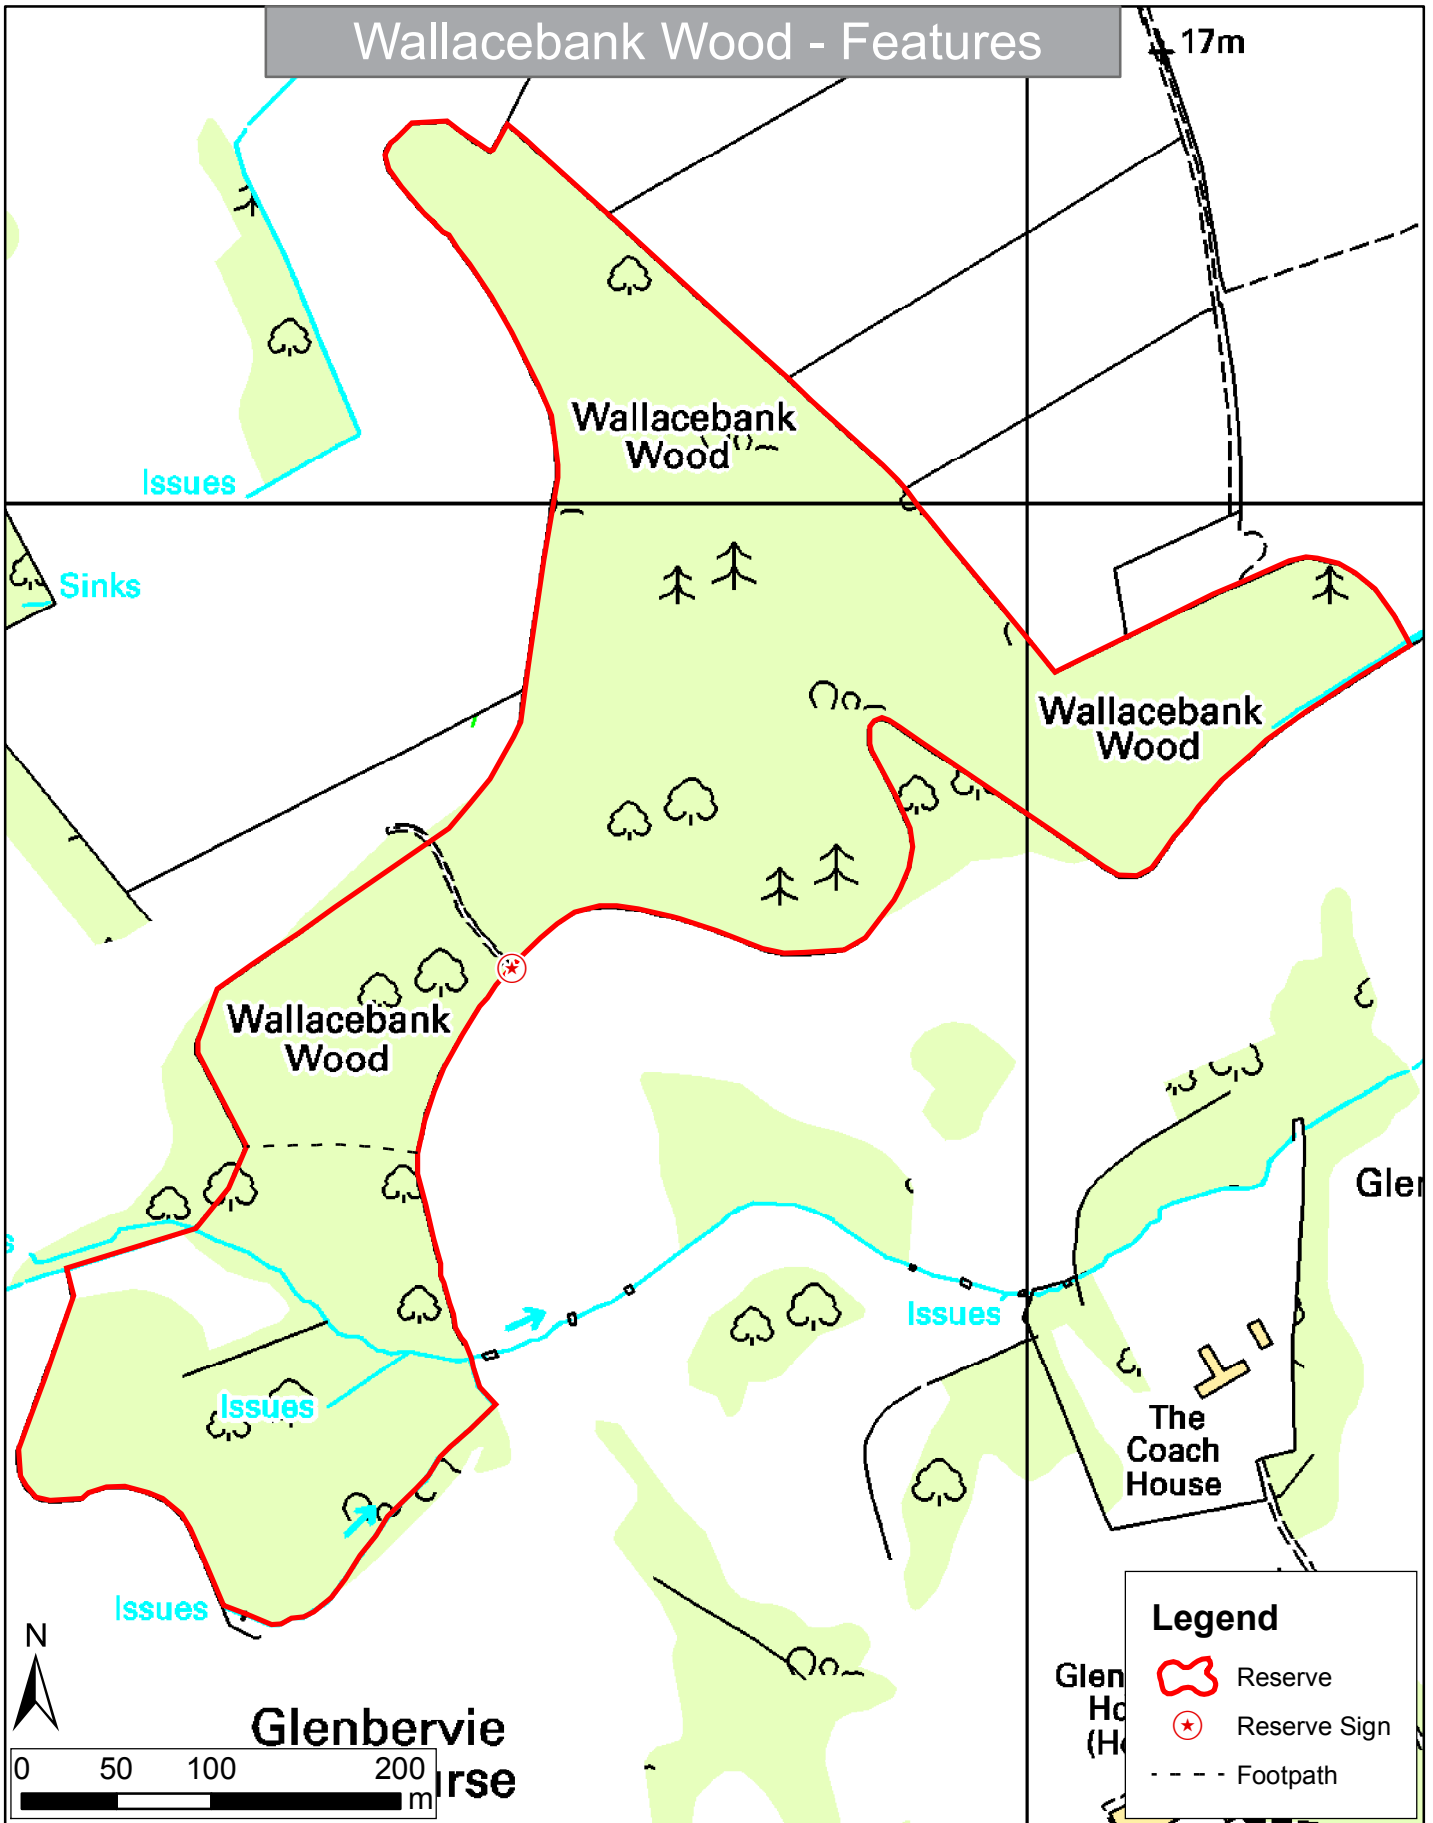 Wallacebank Wood - Features
17m
Wallacebank
Wood
Issues
Sinks
Wallacebank
Wood
Wallacebank
Wood
Issues
Issues
The
Coach
House
Issues
Legend
Reserve
Reserve Sign
Footpath
N
Glenbervie
0 50 100 200
m